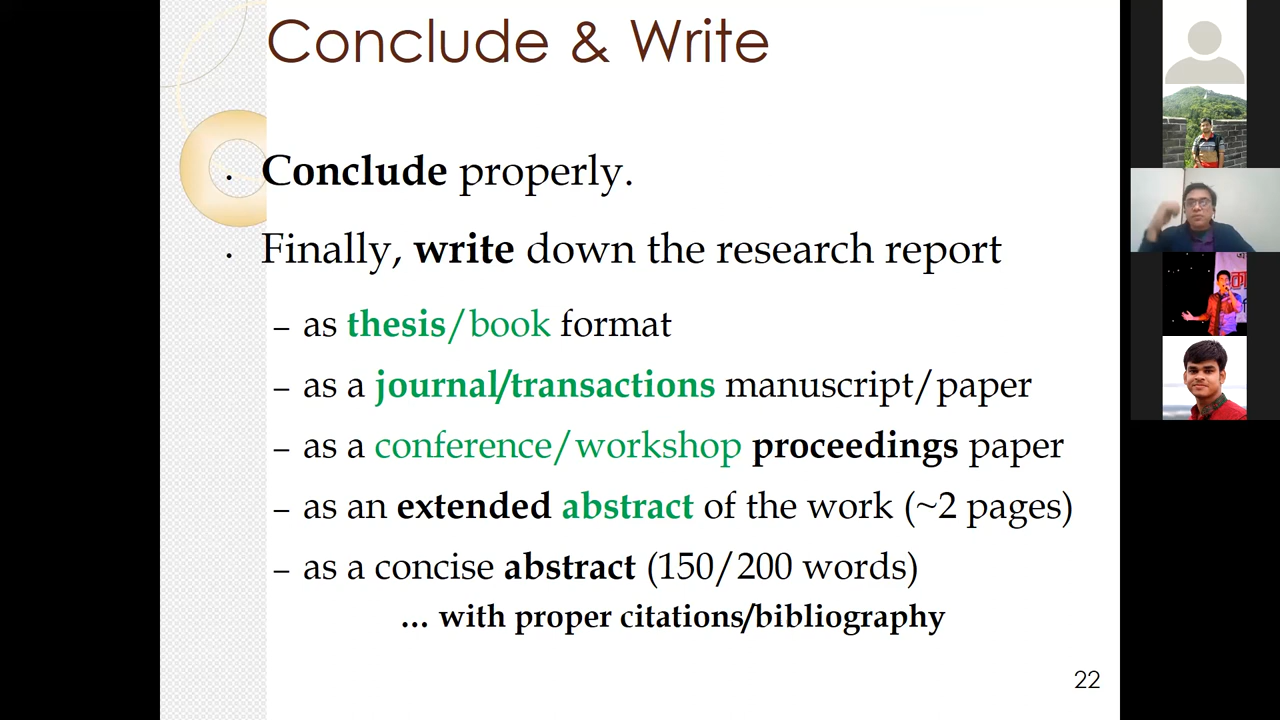 Conclude & Write
· Conclude properly.
· Finally, write down the research report
– as thesis/book format
– as a journal/transactions manuscript/paper
– as a conference/workshop proceedings paper
– as an extended abstract of the work (~2 pages)
– as a concise abstract (150/200 words)
... with proper citations/bibliography
22